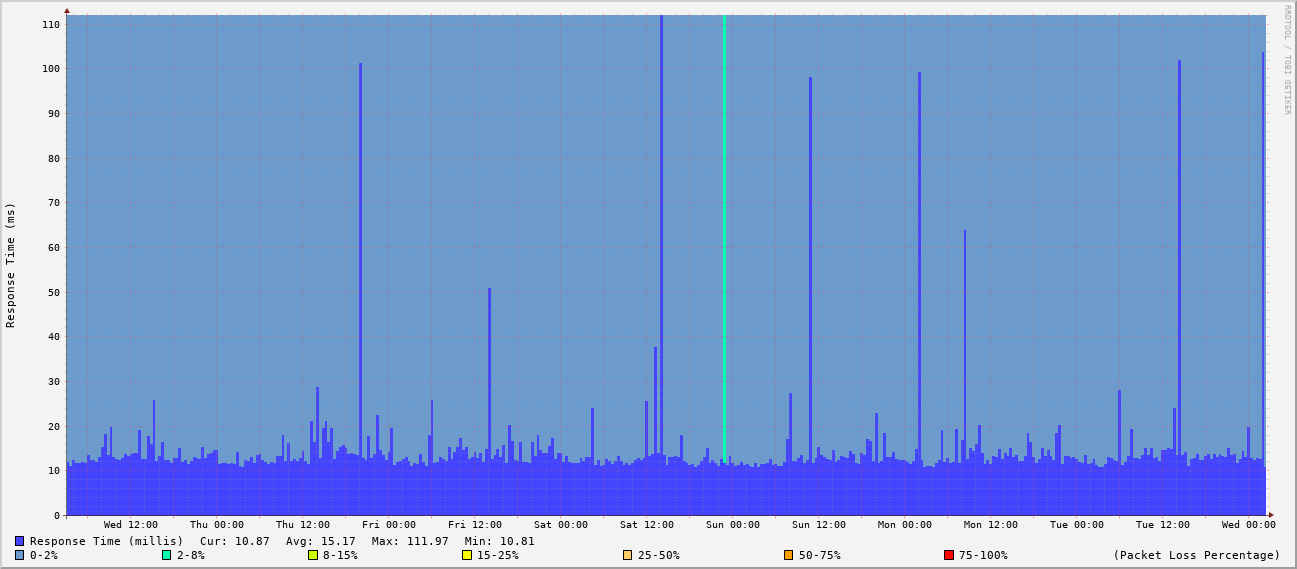 RRDTOOL / TOBI OETIKER
Response Time (ms)
110
100
90
80
70
60
50
40
30
20
10
0
Wed 12:00 Thu 00:00 Thu 12:00 Fri 00:00 Fri 12:00 Sat 00:00 Sat 12:00 Sun 00:00 Sun 12:00 Mon 00:00 Mon 12:00 Tue 00:00 Tue 12:00 Wed 00:00
Response Time (millis) Cur: 10.87 Avg: 15.17 Max: 111.97 Min: 10.81
0-2% 2-8% 8-15% 15-25% 25-50% 50-75% 75-100% (Packet Loss Percentage)